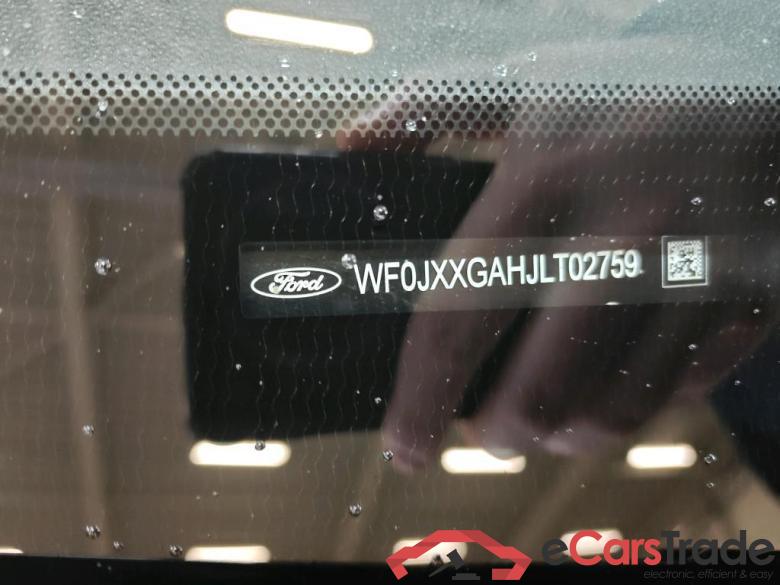 Ford WF0JXXGAHJLT02759
eCarsTrade
electronic, efficient & easy